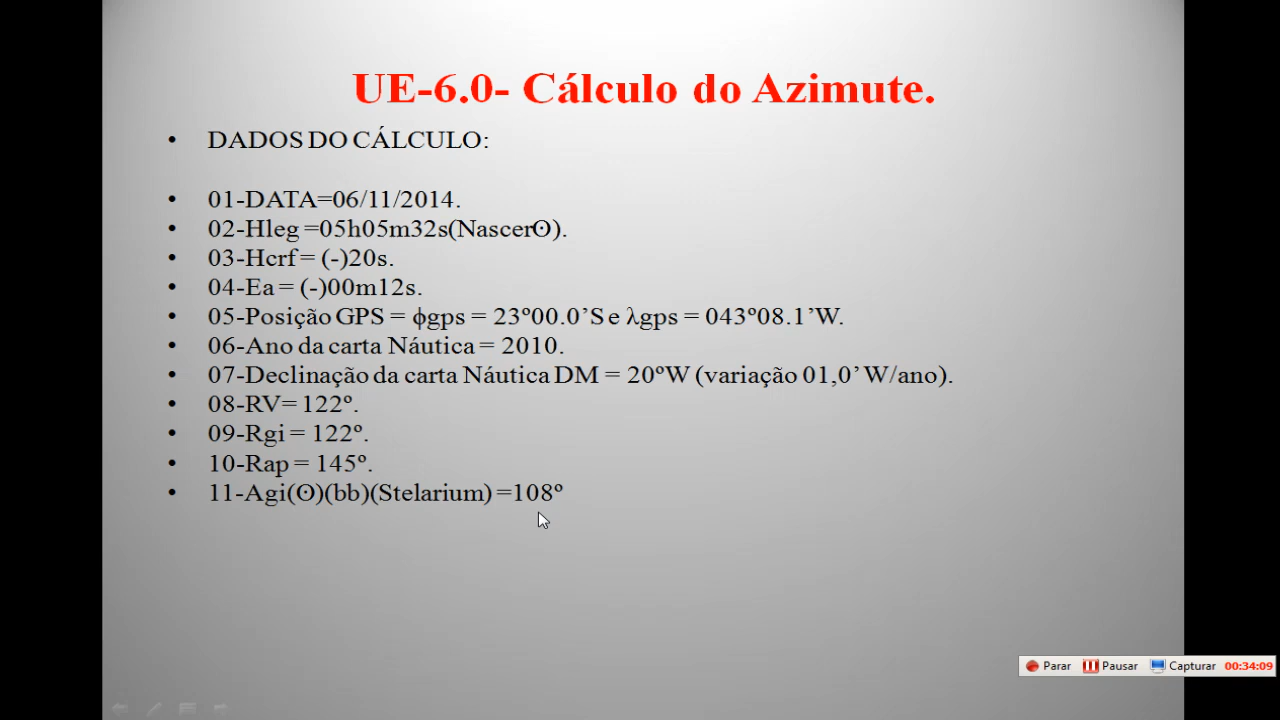 UE-6.0- Cálculo do Azimute.
• DADOS DO CÁLCULO:
• 01-DATA=06/11/2014.
• 02-Hleg =05h05m32s(Nascerʘ).
• 03-Hcrf = (-)20s.
• 04-Ea = (-)00m12s.
• 05-Posição GPS = ϕgps = 23º00.0’S e λgps = 043º08.1’W.
• 06-Ano da carta Náutica = 2010.
• 07-Declinação da carta Náutica DM = 20ºW (variação 01,0’ W/ano).
• 08-RV= 122º.
• 09-Rgi = 122º.
• 10-Rap = 145º.
• 11-Agi(ʘ)(bb)(Stelarium) =108º
Parar Pausar Capturar 00:34:09